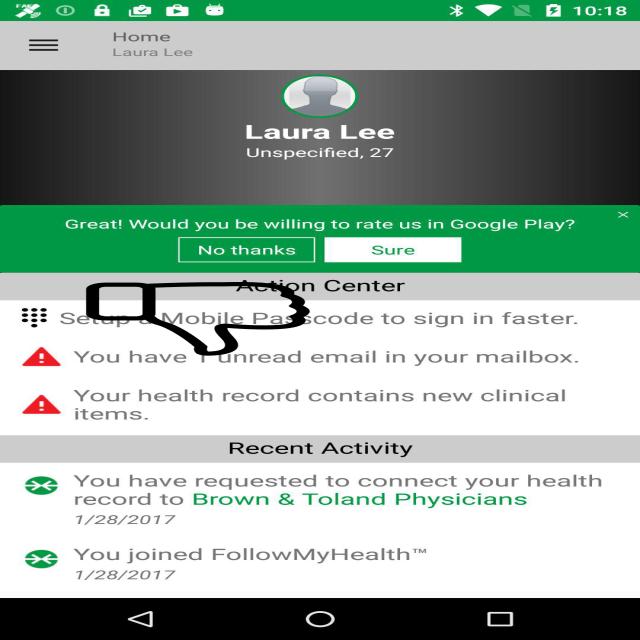 10:18
Home
Laura Lee
Laura Lee
Unspecified, 27
Great! Would you be willing to rate us in Google Play?
No thanks Sure
Action Center
Setup a Mobile Passcode to sign in faster.
You have 1 unread email in your mailbox.
Your health record contains new clinical
items.
Recent Activity
You have requested to connect your health
record to Brown & Toland Physicians
1/28/2017
You joined FollowMyHealth™
1/28/2017